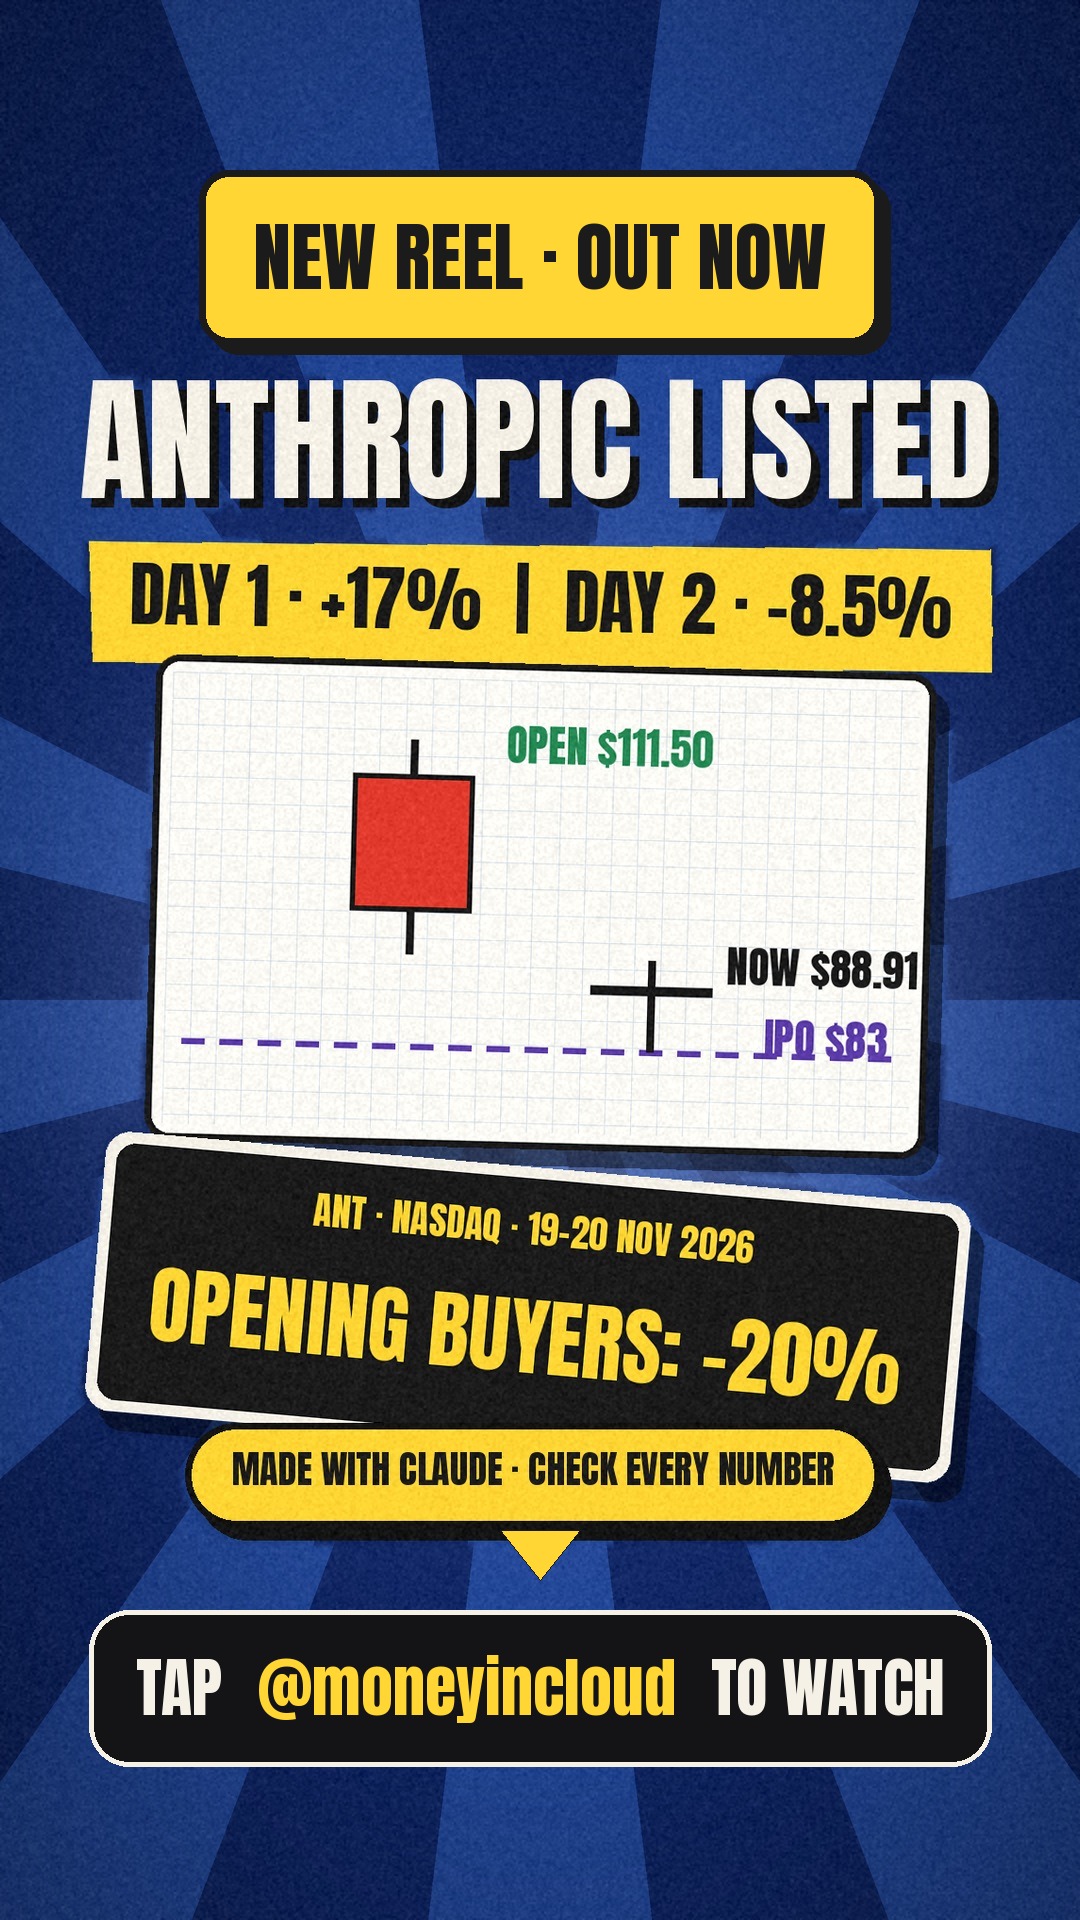 NEW REEL · OUT NOW
ANTHROPIC LISTED
DAY 1 · +17% | DAY 2 · -8.5%
OPEN $111.50
NOW $88.91
IPO $83
ANT · NASDAQ · 19-20 NOV 2026
OPENING BUYERS: -20%
MADE WITH CLAUDE · CHECK EVERY NUMBER
TAP @moneyincloud TO WATCH